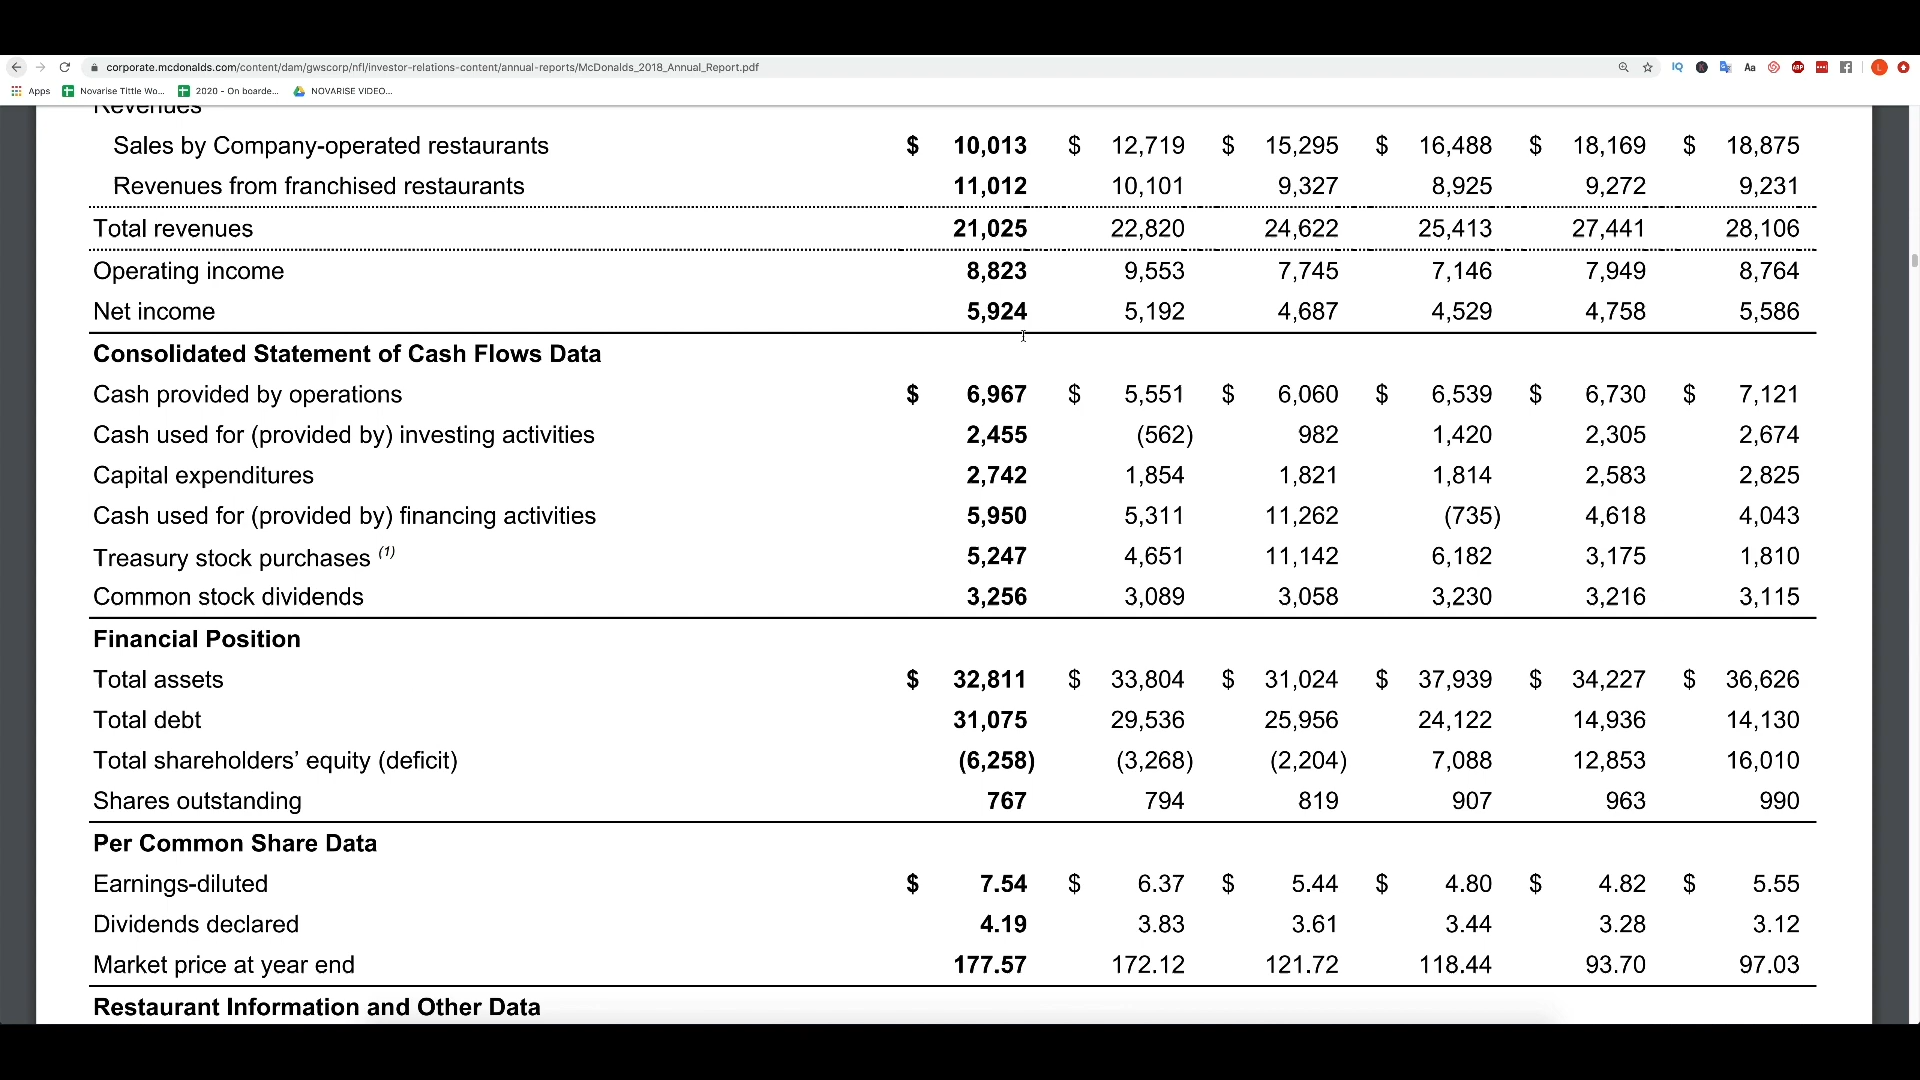 corporate.mcdonalds.com/content/dam/gwscorp/nfl/investor-relations-content/annual-reports/McDonalds_2018_Annual_Report.pdf
IQ Aa ABP L
Apps Novarise Tittle Wo... 2020 - On boarde... NOVARISE VIDEO...
Revenues
Sales by Company-operated restaurants $ 10,013 $ 12,719 $ 15,295 $ 16,488 $ 18,169 $ 18,875
Revenues from franchised restaurants 11,012 10,101 9,327 8,925 9,272 9,231
Total revenues 21,025 22,820 24,622 25,413 27,441 28,106
Operating income 8,823 9,553 7,745 7,146 7,949 8,764
Net income 5,924 5,192 4,687 4,529 4,758 5,586
Consolidated Statement of Cash Flows Data
Cash provided by operations $ 6,967 $ 5,551 $ 6,060 $ 6,539 $ 6,730 $ 7,121
Cash used for (provided by) investing activities 2,455 (562) 982 1,420 2,305 2,674
Capital expenditures 2,742 1,854 1,821 1,814 2,583 2,825
Cash used for (provided by) financing activities 5,950 5,311 11,262 (735) 4,618 4,043
Treasury stock purchases (1) 5,247 4,651 11,142 6,182 3,175 1,810
Common stock dividends 3,256 3,089 3,058 3,230 3,216 3,115
Financial Position
Total assets $ 32,811 $ 33,804 $ 31,024 $ 37,939 $ 34,227 $ 36,626
Total debt 31,075 29,536 25,956 24,122 14,936 14,130
Total shareholders’ equity (deficit) (6,258) (3,268) (2,204) 7,088 12,853 16,010
Shares outstanding 767 794 819 907 963 990
Per Common Share Data
Earnings-diluted $ 7.54 $ 6.37 $ 5.44 $ 4.80 $ 4.82 $ 5.55
Dividends declared 4.19 3.83 3.61 3.44 3.28 3.12
Market price at year end 177.57 172.12 121.72 118.44 93.70 97.03
Restaurant Information and Other Data